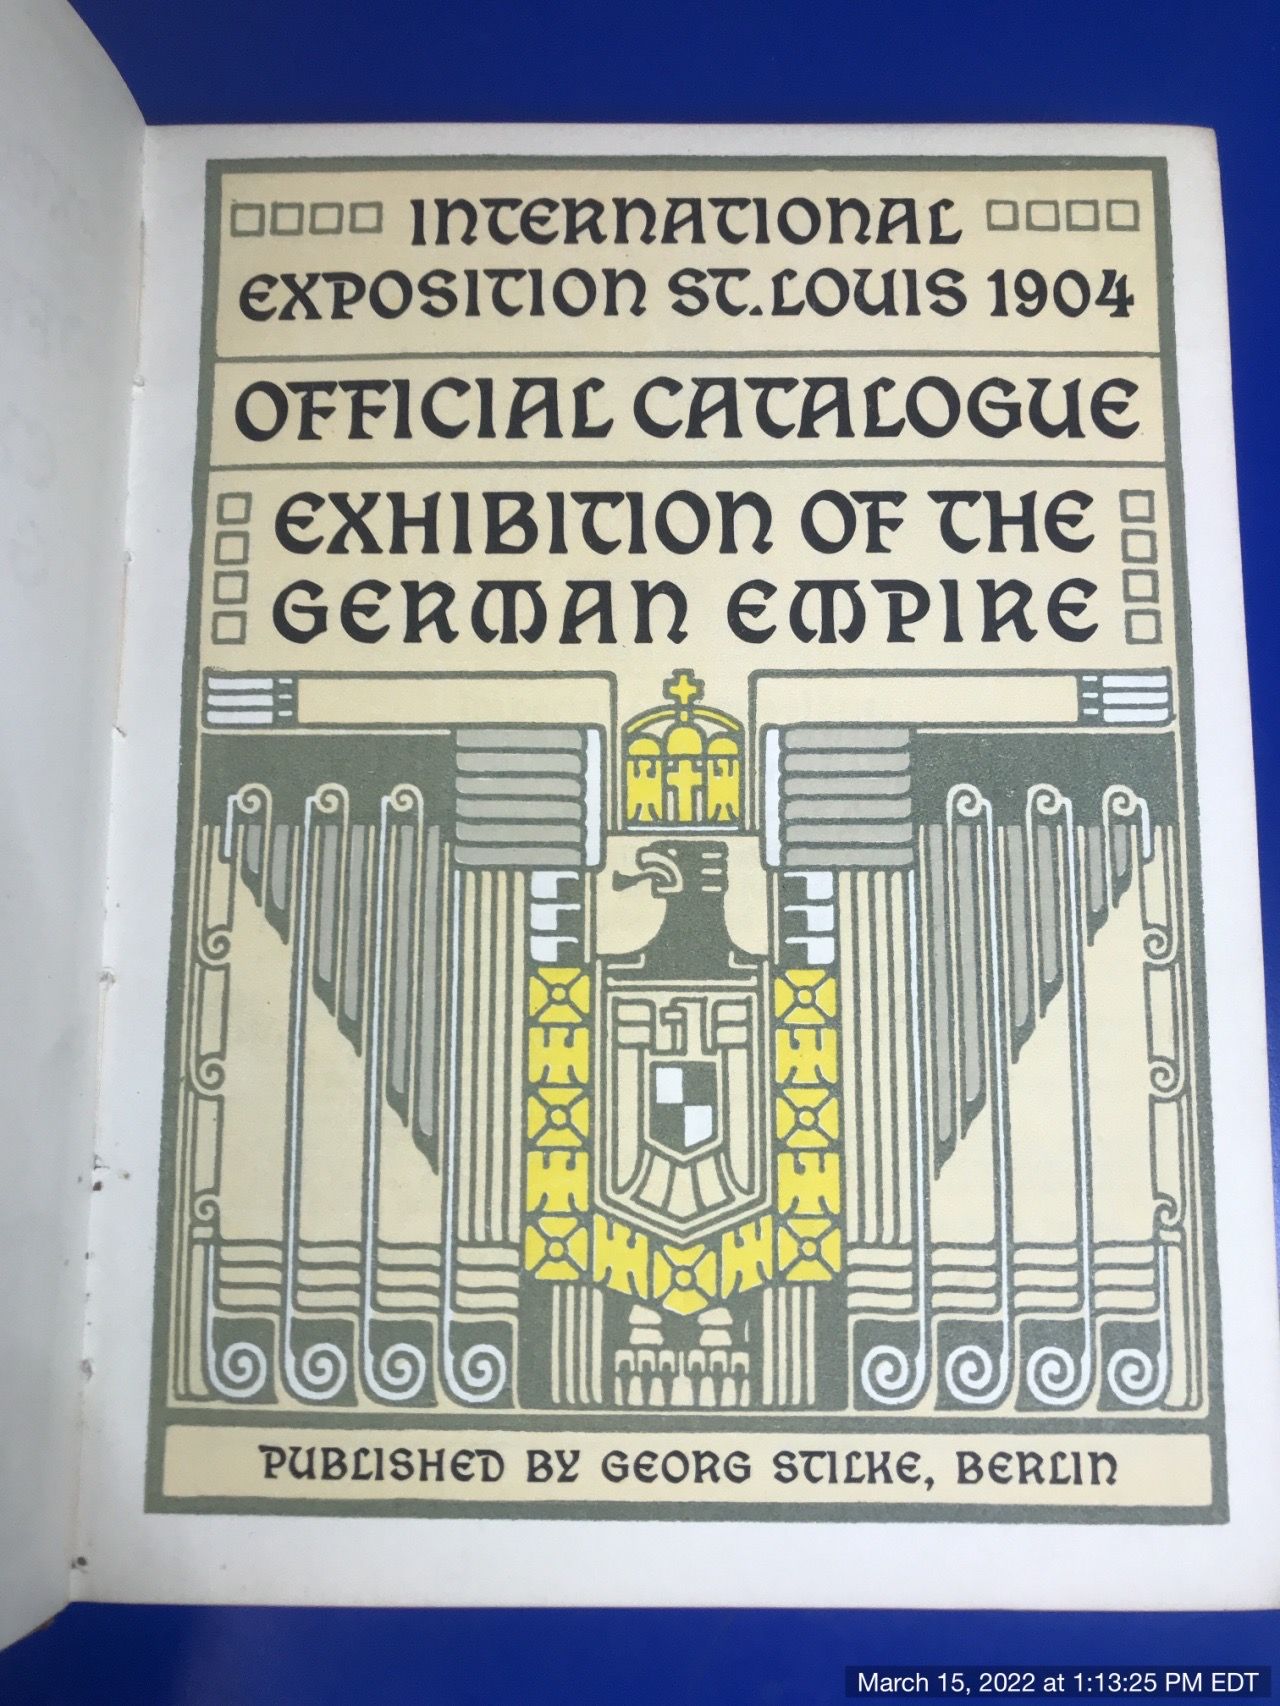 INTERNATIONAL
EXPOSITION ST. LOUIS 1904
OFFICIAL CATALOGUE
EXHIBITION OF THE
GERMAN EMPIRE
PUBLISHED BY GEORG STILKE, BERLIN
March 15, 2022 at 1:13:25 PM EDT